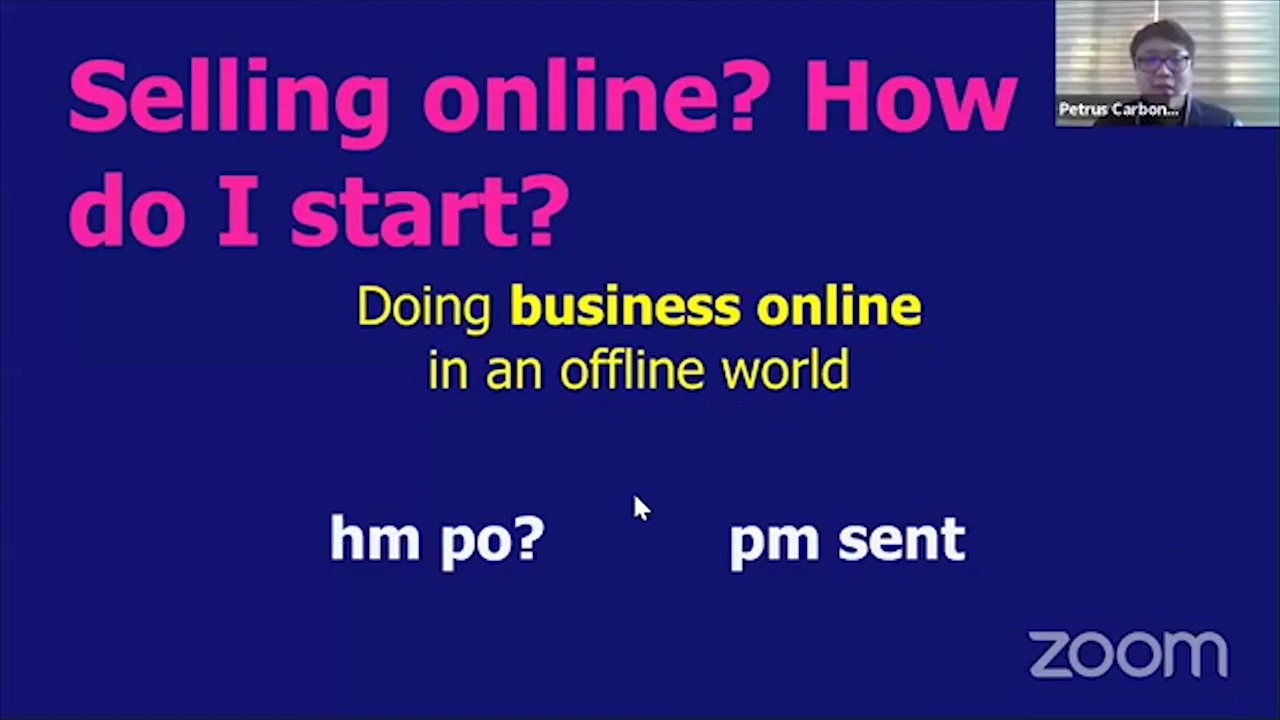 Selling online? How
do I start?
Petrus Carbon...
Doing business online
in an offline world
hm po? pm sent
zoom